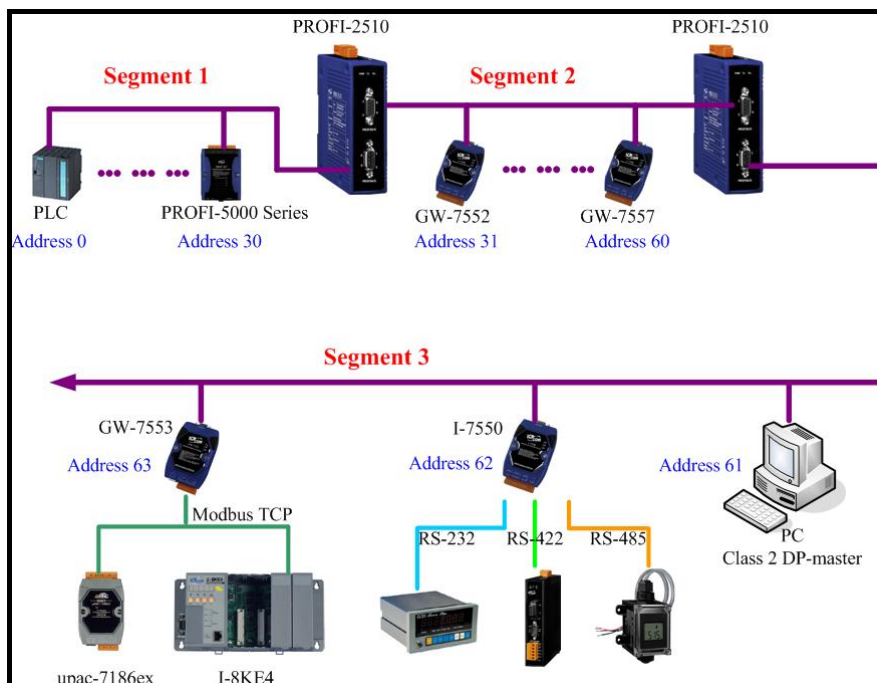 PROFI-2510
PROFI-2510
Segment 1
Segment 2
PLC
PROFI-5000 Series
GW-7552
GW-7557
Address 0
Address 30
Address 31
Address 60
Segment 3
GW-7553
I-7550
Address 63
Address 62
Address 61
Modbus TCP
RS-232
RS-422
RS-485
PC
Class 2 DP-master
upac-7186ex
I-8KE4